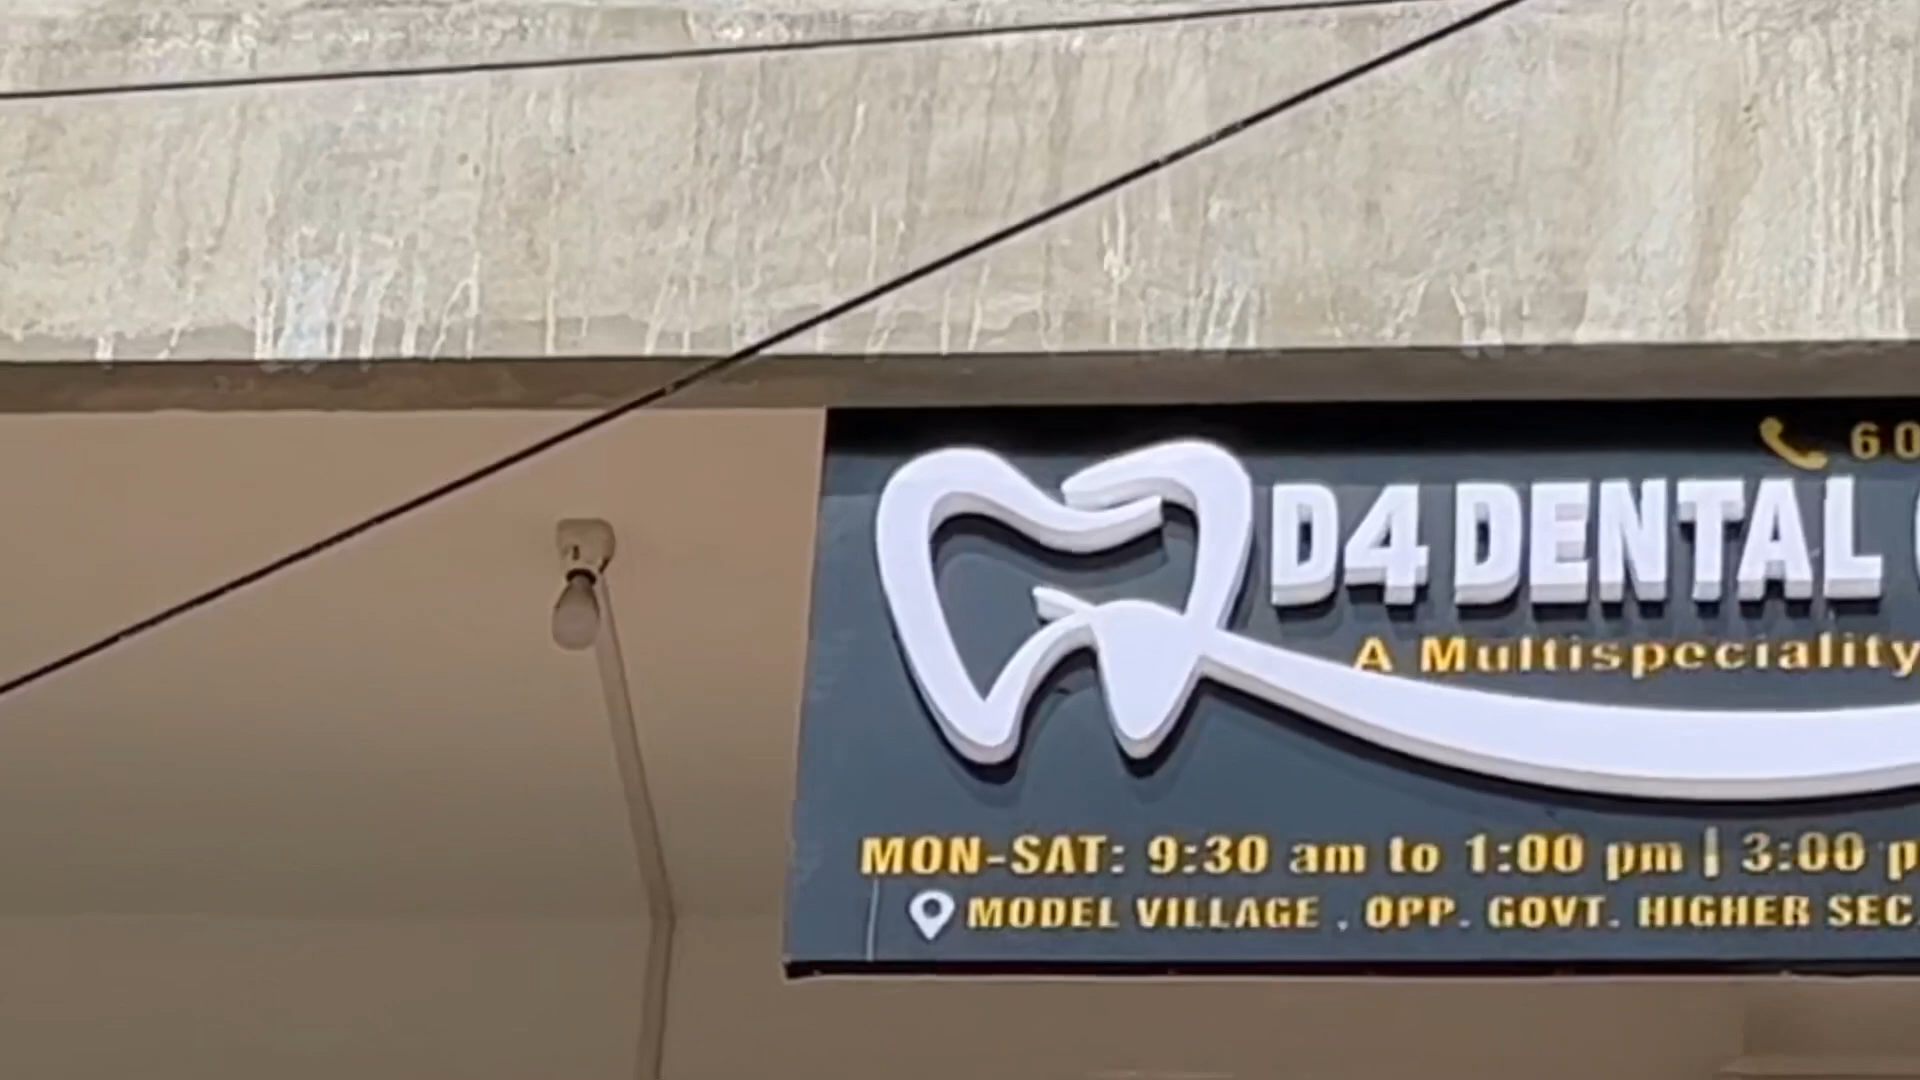 60
D4 DENTAL
A Multispeciality
MON-SAT: 9:30 am to 1:00 pm | 3:00 p
MODEL VILLAGE , OPP. GOVT. HIGHER SEC.